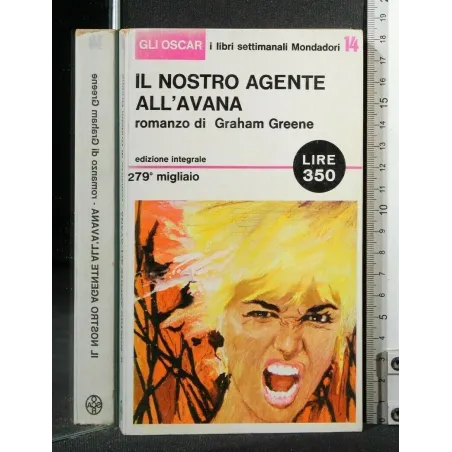 GLI OSCAR i libri settimanali Mondadori 14
IL NOSTRO AGENTE
ALL'AVANA
romanzo di Graham Greene
edizione integrale
LIRE
350
279° migliaio
14
IL NOSTRO AGENTE ALL'AVANA - romanzo di Graham Greene